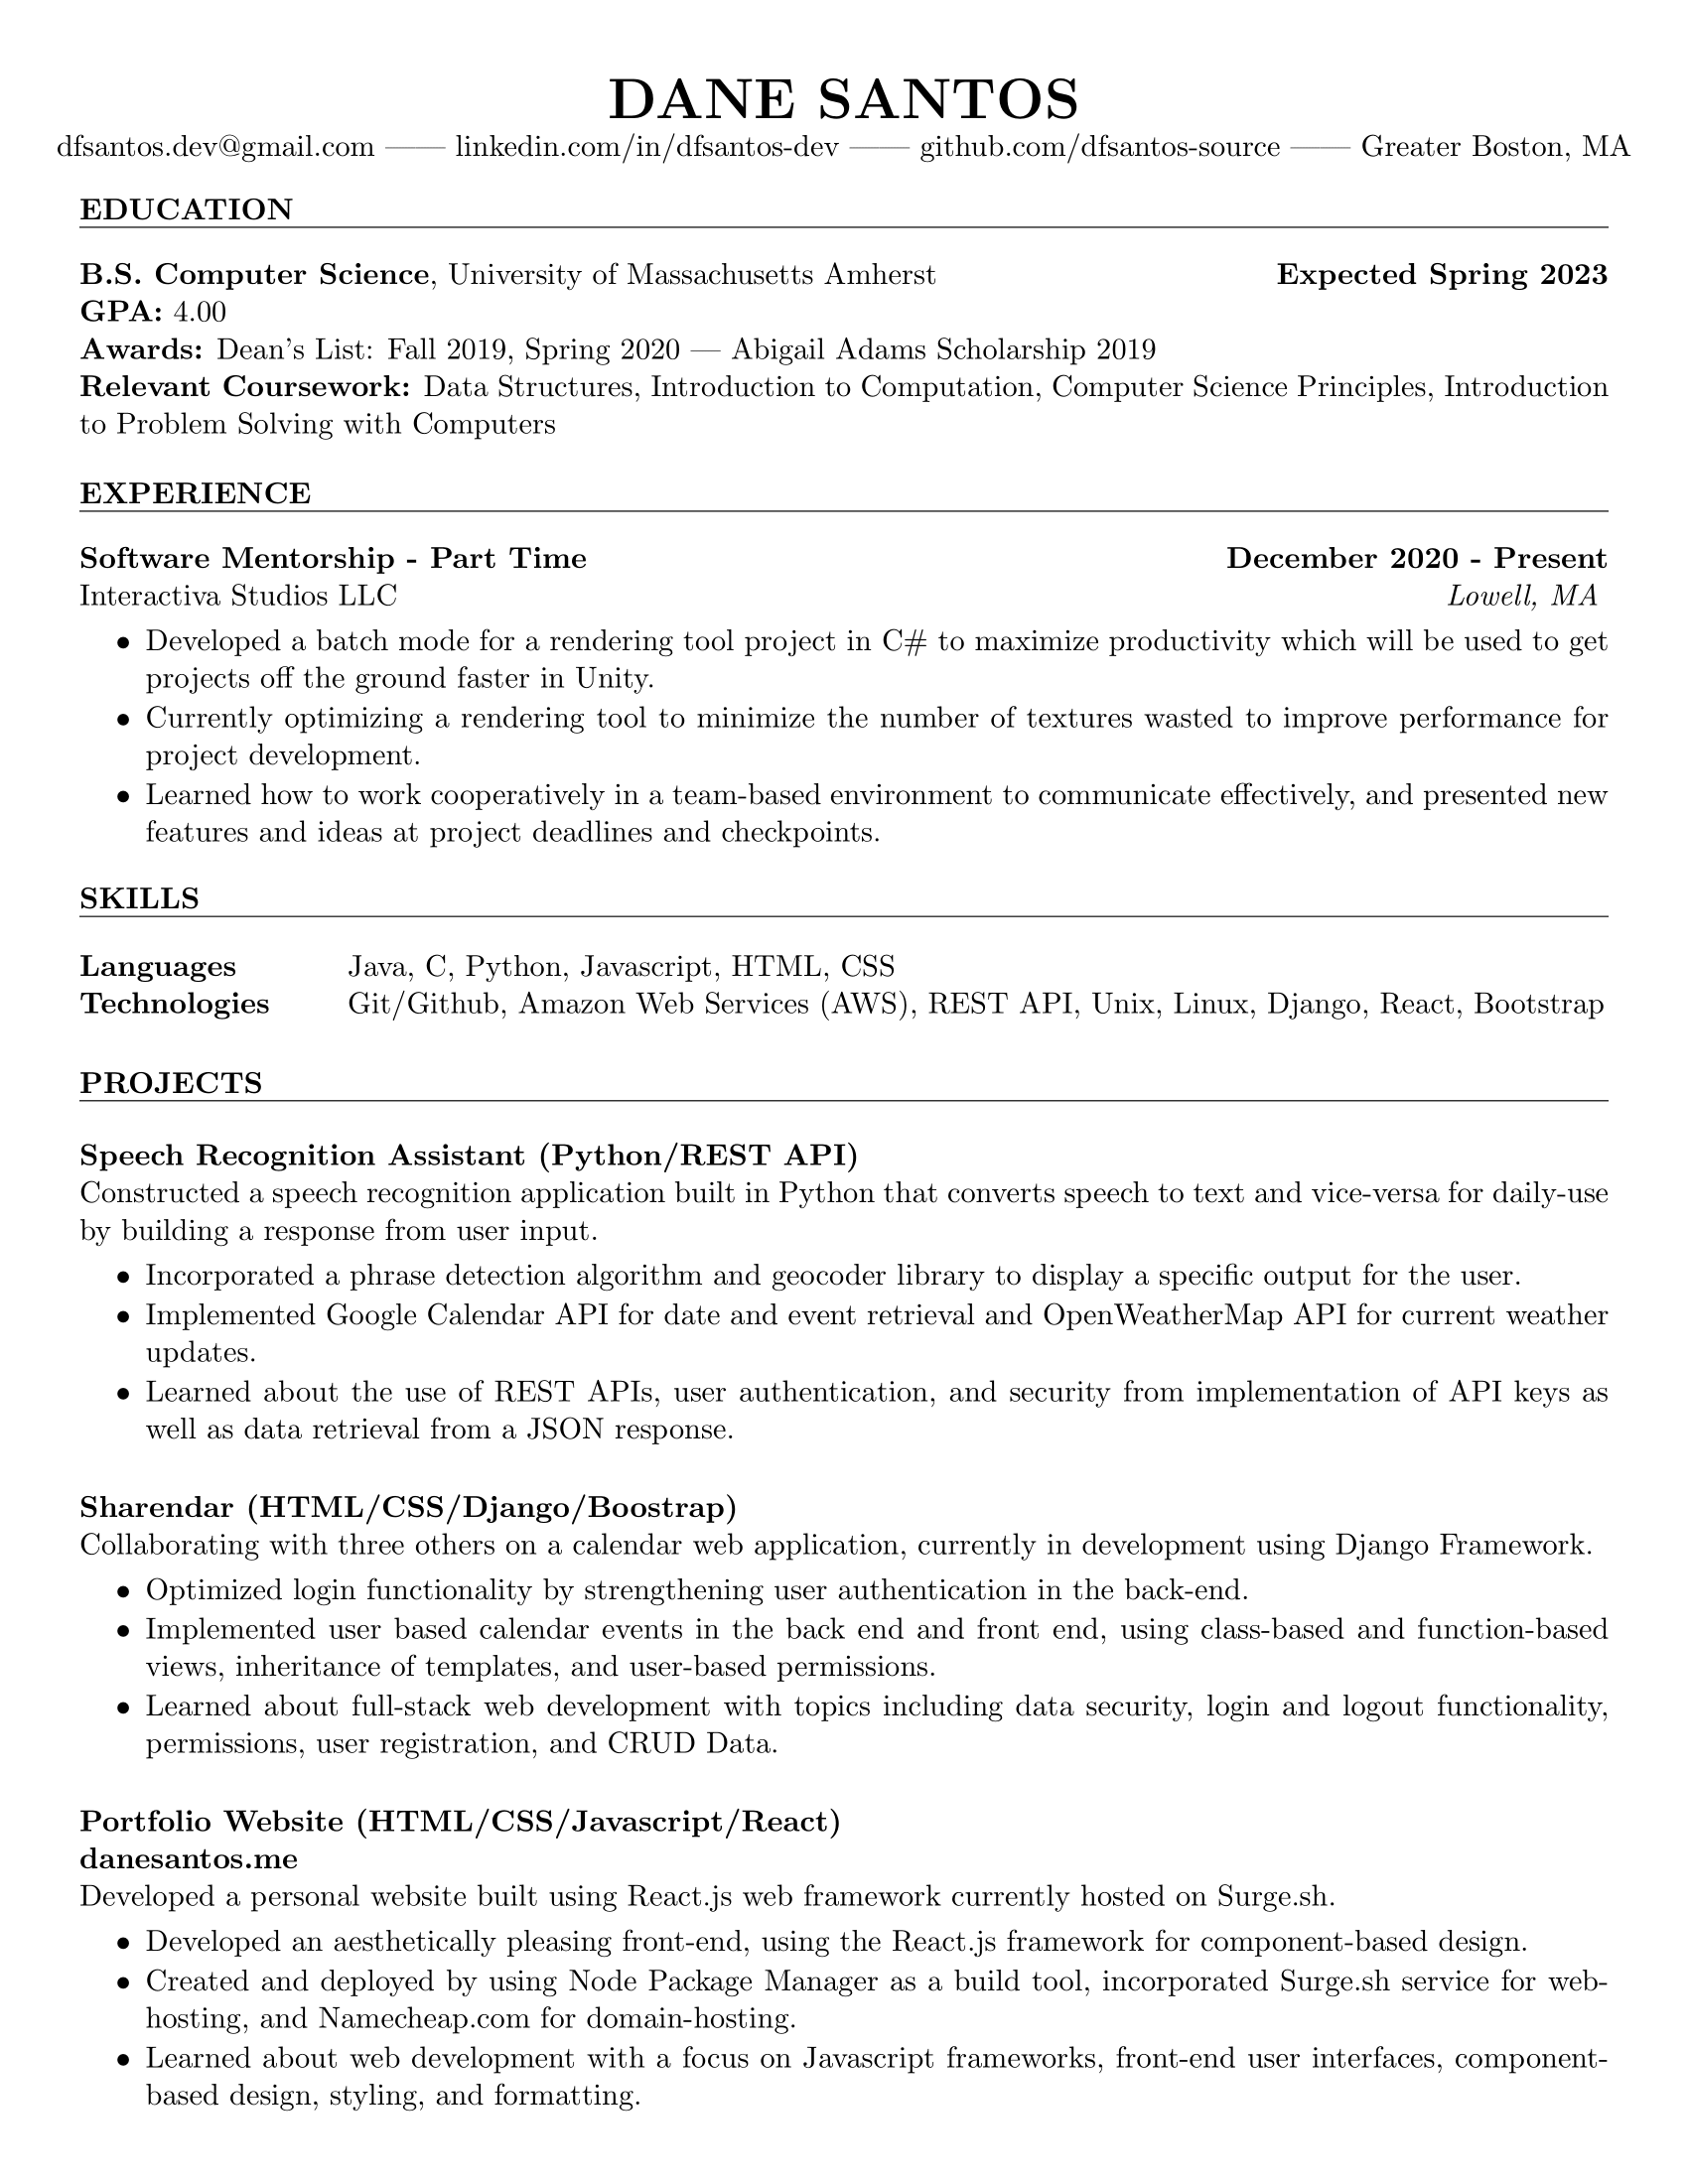 DANE SANTOS
dfsantos.dev@gmail.com —— linkedin.com/in/dfsantos-dev —— github.com/dfsantos-source —— Greater Boston, MA
EDUCATION
B.S. Computer Science, University of Massachusetts Amherst Expected Spring 2023
GPA: 4.00
Awards: Dean's List: Fall 2019, Spring 2020 — Abigail Adams Scholarship 2019
Relevant Coursework: Data Structures, Introduction to Computation, Computer Science Principles, Introduction
to Problem Solving with Computers
EXPERIENCE
Software Mentorship - Part Time December 2020 - Present
Interactiva Studios LLC Lowell, MA
• Developed a batch mode for a rendering tool project in C# to maximize productivity which will be used to get
projects off the ground faster in Unity.
• Currently optimizing a rendering tool to minimize the number of textures wasted to improve performance for
project development.
• Learned how to work cooperatively in a team-based environment to communicate effectively, and presented new
features and ideas at project deadlines and checkpoints.
SKILLS
Languages Java, C, Python, Javascript, HTML, CSS
Technologies Git/Github, Amazon Web Services (AWS), REST API, Unix, Linux, Django, React, Bootstrap
PROJECTS
Speech Recognition Assistant (Python/REST API)
Constructed a speech recognition application built in Python that converts speech to text and vice-versa for daily-use
by building a response from user input.
• Incorporated a phrase detection algorithm and geocoder library to display a specific output for the user.
• Implemented Google Calendar API for date and event retrieval and OpenWeatherMap API for current weather
updates.
• Learned about the use of REST APIs, user authentication, and security from implementation of API keys as
well as data retrieval from a JSON response.
Sharendar (HTML/CSS/Django/Boostrap)
Collaborating with three others on a calendar web application, currently in development using Django Framework.
• Optimized login functionality by strengthening user authentication in the back-end.
• Implemented user based calendar events in the back end and front end, using class-based and function-based
views, inheritance of templates, and user-based permissions.
• Learned about full-stack web development with topics including data security, login and logout functionality,
permissions, user registration, and CRUD Data.
Portfolio Website (HTML/CSS/Javascript/React)
danesantos.me
Developed a personal website built using React.js web framework currently hosted on Surge.sh.
• Developed an aesthetically pleasing front-end, using the React.js framework for component-based design.
• Created and deployed by using Node Package Manager as a build tool, incorporated Surge.sh service for web-
hosting, and Namecheap.com for domain-hosting.
• Learned about web development with a focus on Javascript frameworks, front-end user interfaces, component-
based design, styling, and formatting.